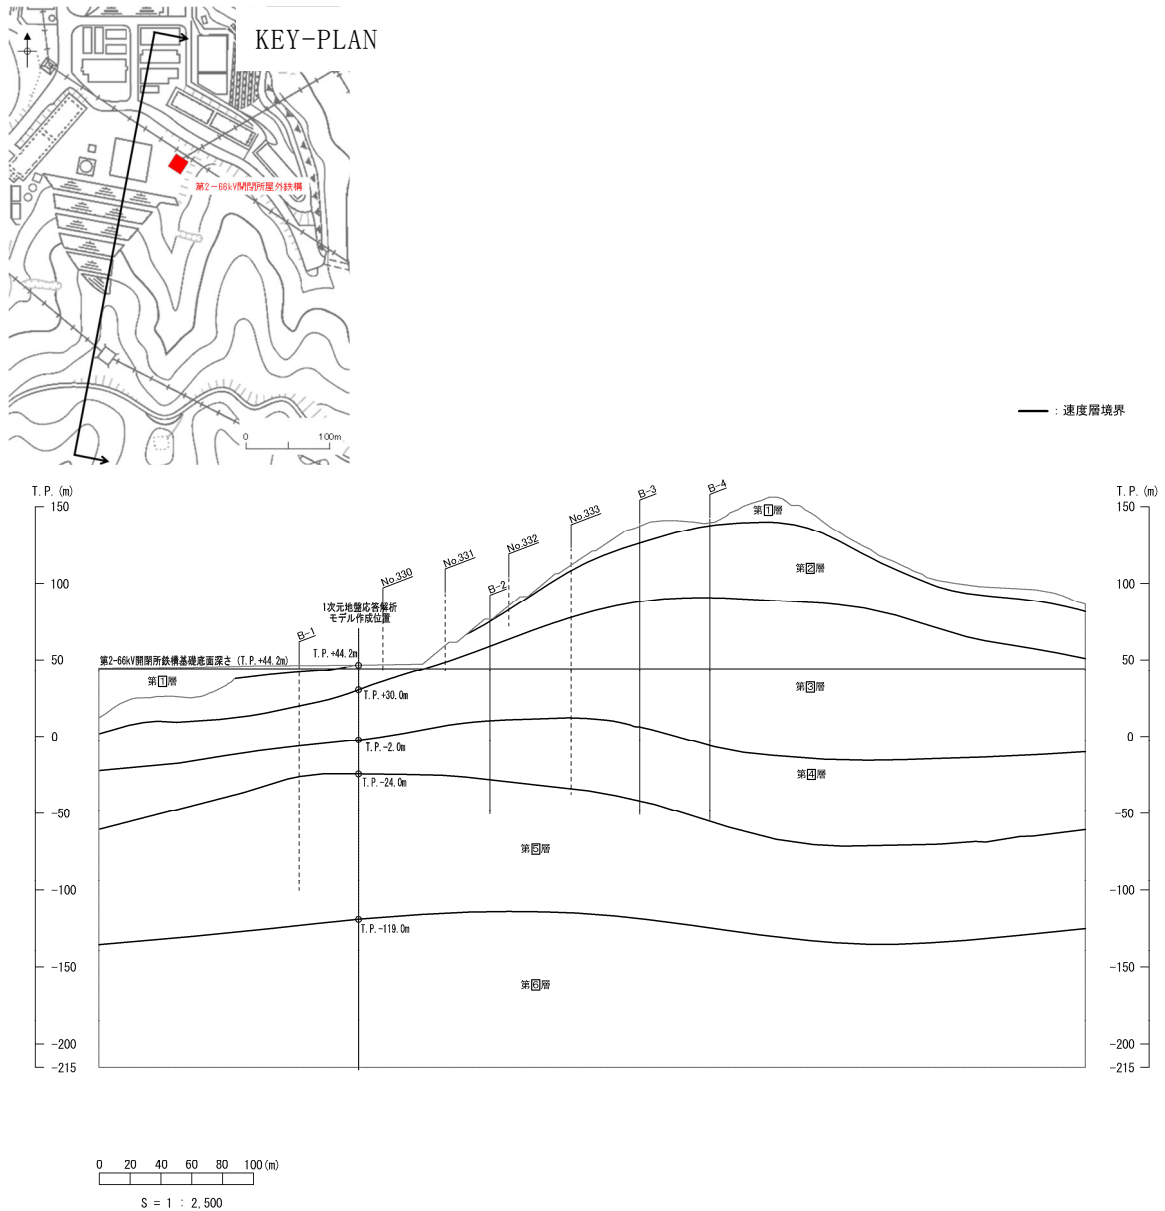 KEY-PLAN
第2-66kV開閉所屋外鉄構
0 100m
：速度層境界
T.P.(m)
T.P.(m)
150
100
50
0
-50
-100
-150
-200
-215
150
100
50
0
-50
-100
-150
-200
-215
B-1
No.330
No.331
B-2
No.332
No.333
B-3
B-4
1次元地盤応答解析
モデル作成位置
第2-66kV開閉所鉄構基礎底面深さ (T.P.+44.2m)
T.P.+44.2m
T.P.+30.0m
T.P.-2.0m
T.P.-24.0m
T.P.-119.0m
第1層
第1層
第2層
第3層
第4層
第5層
第6層
0 20 40 60 80 100(m)
S = 1 : 2,500